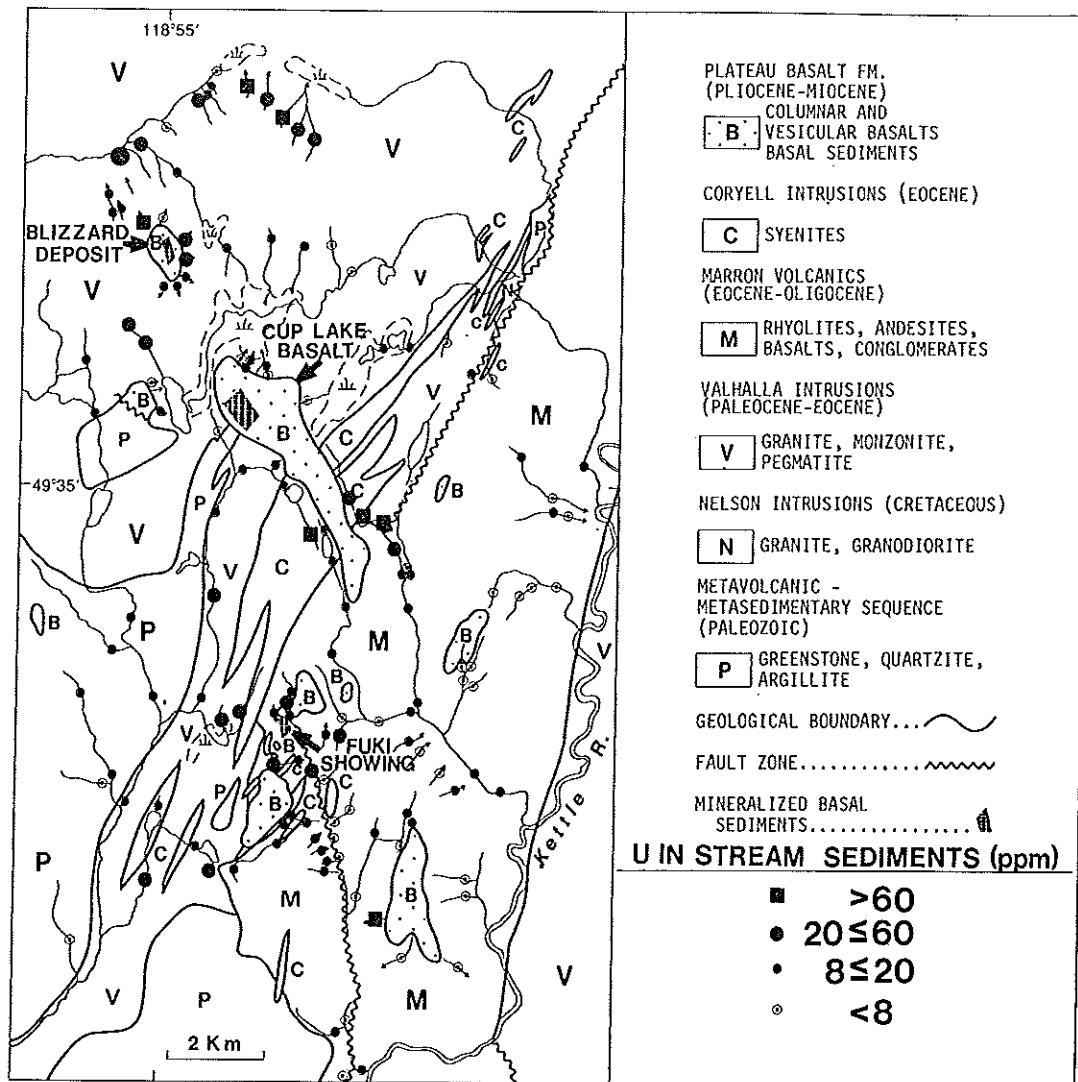 118°55'
V
V
C
C
V
C
P
BLIZZARD
DEPOSIT
B
V
V
C
CUP LAKE
BASALT
C
B
P
B
V
M
C
49°35'
P
C
B
V
V
C
B
P
M
B
V
B
B
V
B
FUKI
SHOWING
C
C
P
B
C
C
P
M
B
C
V
P
M
V
Kettle R.
2 Km
PLATEAU BASALT FM.
(PLIOCENE-MIOCENE)
B COLUMNAR AND
VESICULAR BASALTS
BASAL SEDIMENTS
CORYELL INTRUSIONS (EOCENE)
C SYENITES
MARRON VOLCANICS
(EOCENE-OLIGOCENE)
M RHYOLITES, ANDESITES,
BASALTS, CONGLOMERATES
VALHALLA INTRUSIONS
(PALEOCENE-EOCENE)
V GRANITE, MONZONITE,
PEGMATITE
NELSON INTRUSIONS (CRETACEOUS)
N GRANITE, GRANODIORITE
METAVOLCANIC -
METASEDIMENTARY SEQUENCE
(PALEOZOIC)
P GREENSTONE, QUARTZITE,
ARGILLITE
GEOLOGICAL BOUNDARY...
FAULT ZONE............
MINERALIZED BASAL
SEDIMENTS................
U IN STREAM SEDIMENTS (ppm)
>60
20≤60
8≤20
<8